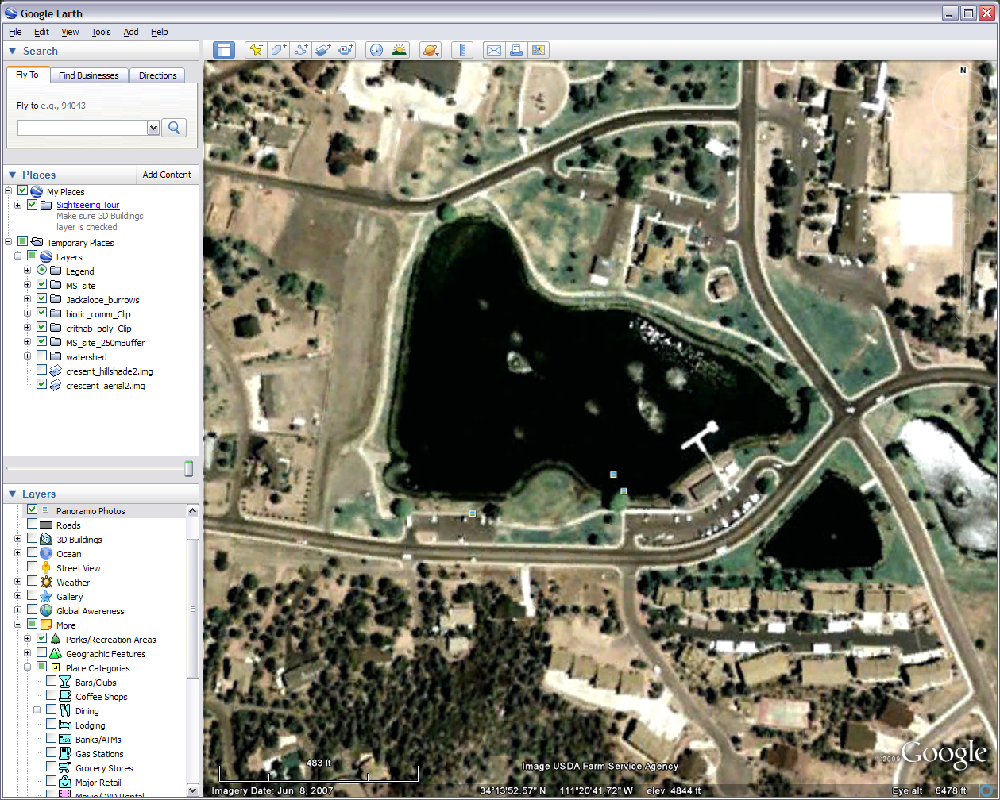 Google Earth
File Edit View Tools Add Help
Search
Fly To Find Businesses Directions
Fly to e.g., 94043
Places Add Content
My Places
Sightseeing Tour
Make sure 3D Buildings
layer is checked
Temporary Places
Layers
Legend
MS_site
Jackalope_burrows
biotic_comm_Clip
crithab_poly_Clip
MS_site_250mBuffer
watershed
cresent_hillshade2.img
crescent_aerial2.img
Layers
Panoramio Photos
Roads
3D Buildings
Ocean
Street View
Weather
Gallery
Global Awareness
More
Parks/Recreation Areas
Geographic Features
Place Categories
Bars/Clubs
Coffee Shops
Dining
Lodging
Banks/ATMs
Gas Stations
Grocery Stores
Major Retail
Movie/DVD Rental
N
483 ft
Image USDA Farm Service Agency
©2009 Google
Imagery Date: Jun 8, 2007 34°13'52.57" N 111°20'41.72" W elev 4844 ft Eye alt 6478 ft